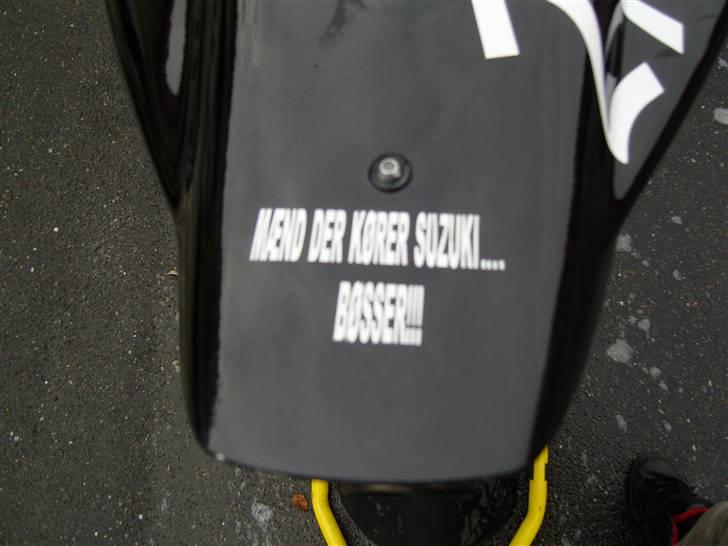 MÆND DER KØRER SUZUKI....
BØSSER!!!